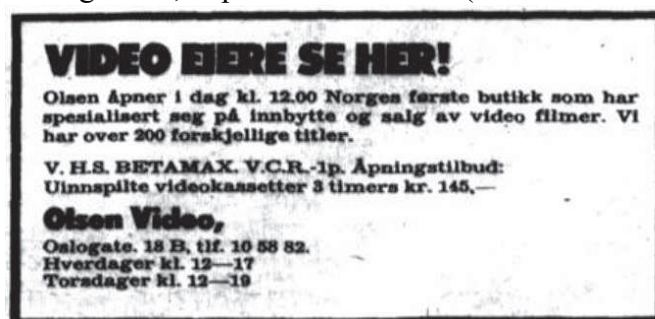 VIDEO EIERE SE HER!
Olsen åpner i dag kl. 12.00 Norges første butikk som har
spesialisert seg på innbytte og salg av video filmer. Vi
har over 200 forskjellige titler.
V. H.S. BETAMAX. V.C.R.-lp. Åpningstilbud:
Uinnspilte videokassetter 3 timers kr. 145,—
Olsen Video,
Oslogate. 18 B, tlf. 10 58 82.
Hverdager kl. 12—17
Torsdager kl. 12—19